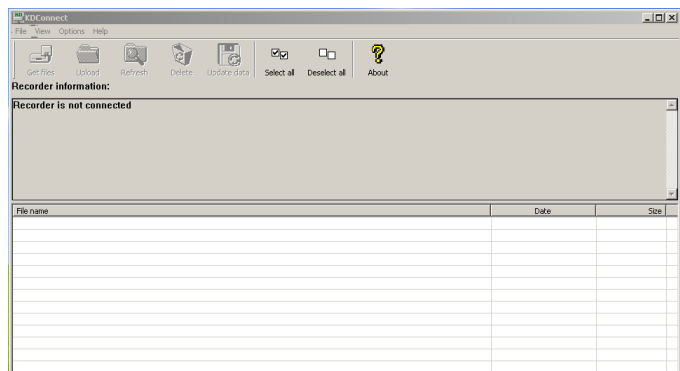 KDConnect
File View Options Help
Get files Upload Refresh Delete Update data Select all Deselect all About
Recorder information:
Recorder is not connected
File name Date Size